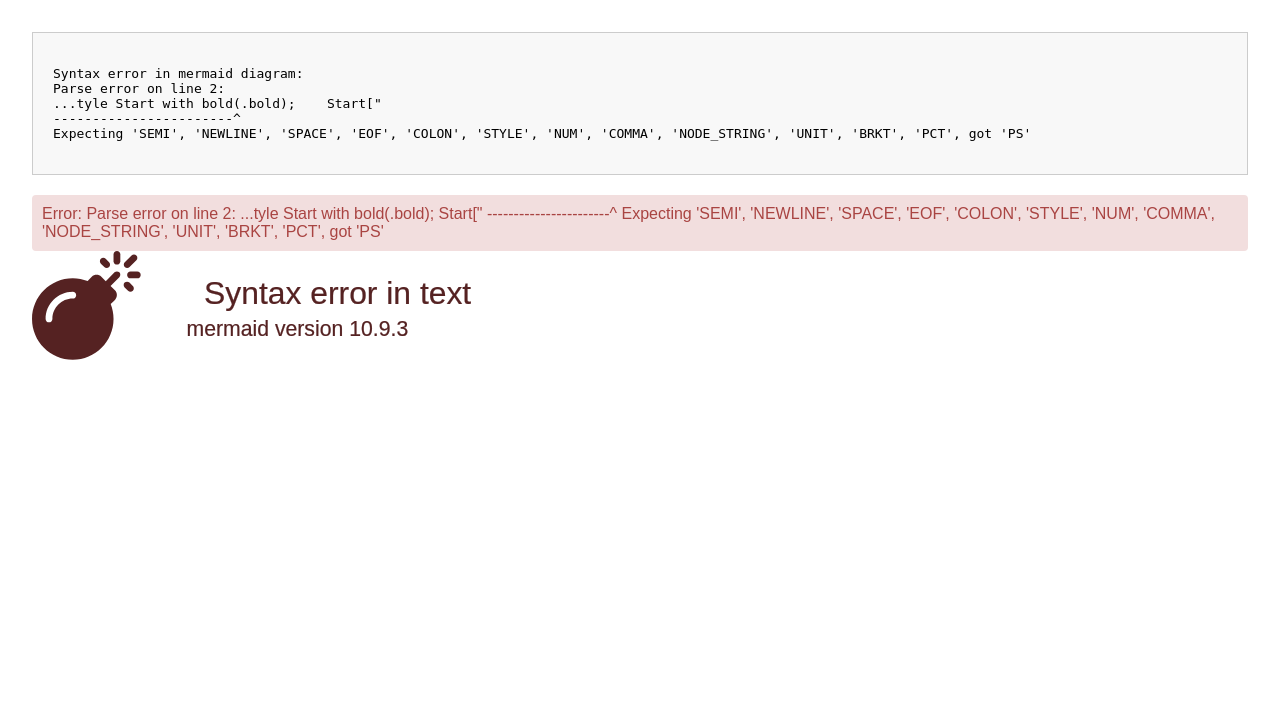 Syntax error in mermaid diagram:
Parse error on line 2:
...tyle Start with bold(.bold);    Start["
-----------------------^
Expecting 'SEMI', 'NEWLINE', 'SPACE', 'EOF', 'COLON', 'STYLE', 'NUM', 'COMMA', 'NODE_STRING', 'UNIT', 'BRKT', 'PCT', got 'PS'
Error: Parse error on line 2: ...tyle Start with bold(.bold); Start[" -----------------------^ Expecting 'SEMI', 'NEWLINE', 'SPACE', 'EOF', 'COLON', 'STYLE', 'NUM', 'COMMA',
'NODE_STRING', 'UNIT', 'BRKT', 'PCT', got 'PS'
Syntax error in text
mermaid version 10.9.3